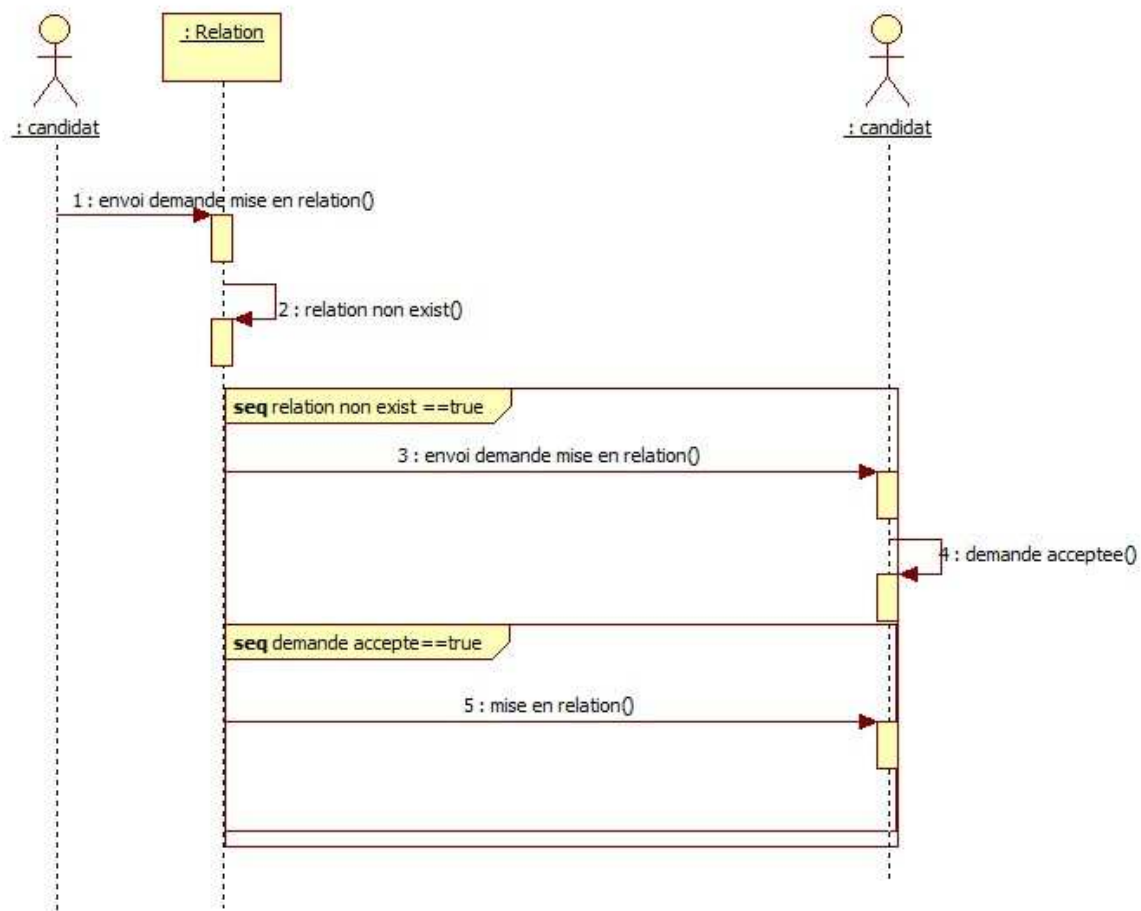 : Relation
: candidat
: candidat
1 : envoi demande mise en relation()
2 : relation non exist()
seq relation non exist ==true
3 : envoi demande mise en relation()
4 : demande acceptee()
seq demande accepte==true
5 : mise en relation()